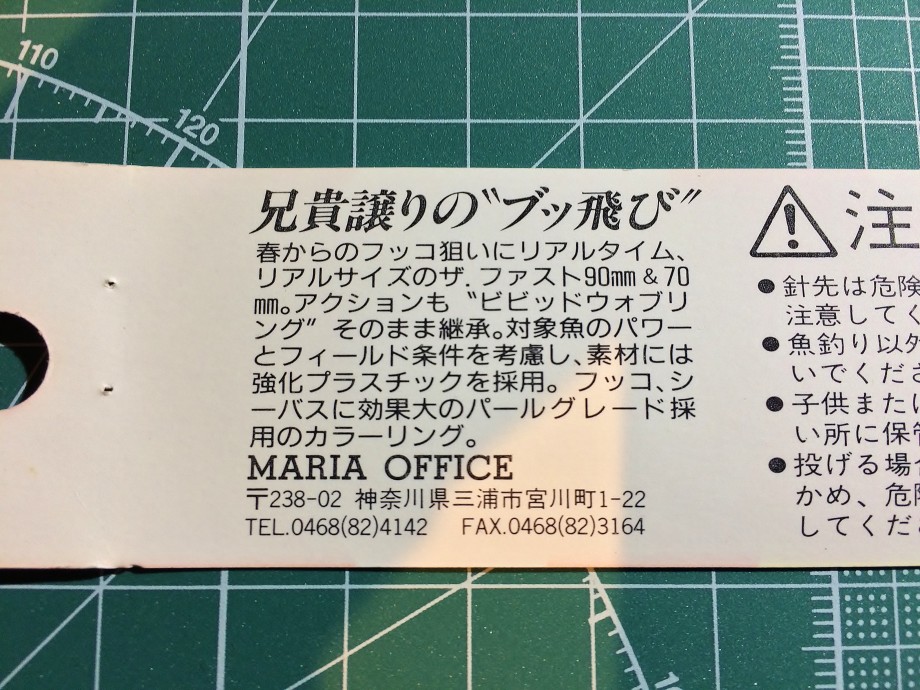 110
120
兄貴譲りの〝ブッ飛び〟
春からのフッコ狙いにリアルタイム、
リアルサイズのザ.ファスト90mm&70
mm。アクションも〝ビビッドウォブリ
ング〟そのまま継承。対象魚のパワー
とフィールド条件を考慮し、素材には
強化プラスチックを採用。フッコ、シ
ーバスに効果大のパールグレード採
用のカラーリング。
MARIA OFFICE
〒238-02 神奈川県三浦市宮川町1-22
TEL.0468(82)4142 FAX.0468(82)3164
注
●針先は危険
注意してく
●魚釣り以外
いでくださ
●子供または
い所に保管
●投げる場合
かめ、危険
してくだ